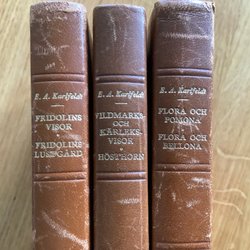 E. A. Karlfeldt
FRIDOLINS
VISOR
FRIDOLINS
LUSTGÅRD
E. A. Karlfeldt
VILDMARKS-
OCH
KÄRLEKS-
VISOR
HÖSTHORN
E. A. Karlfeldt
FLORA OCH
POMONA
FLORA OCH
BELLONA